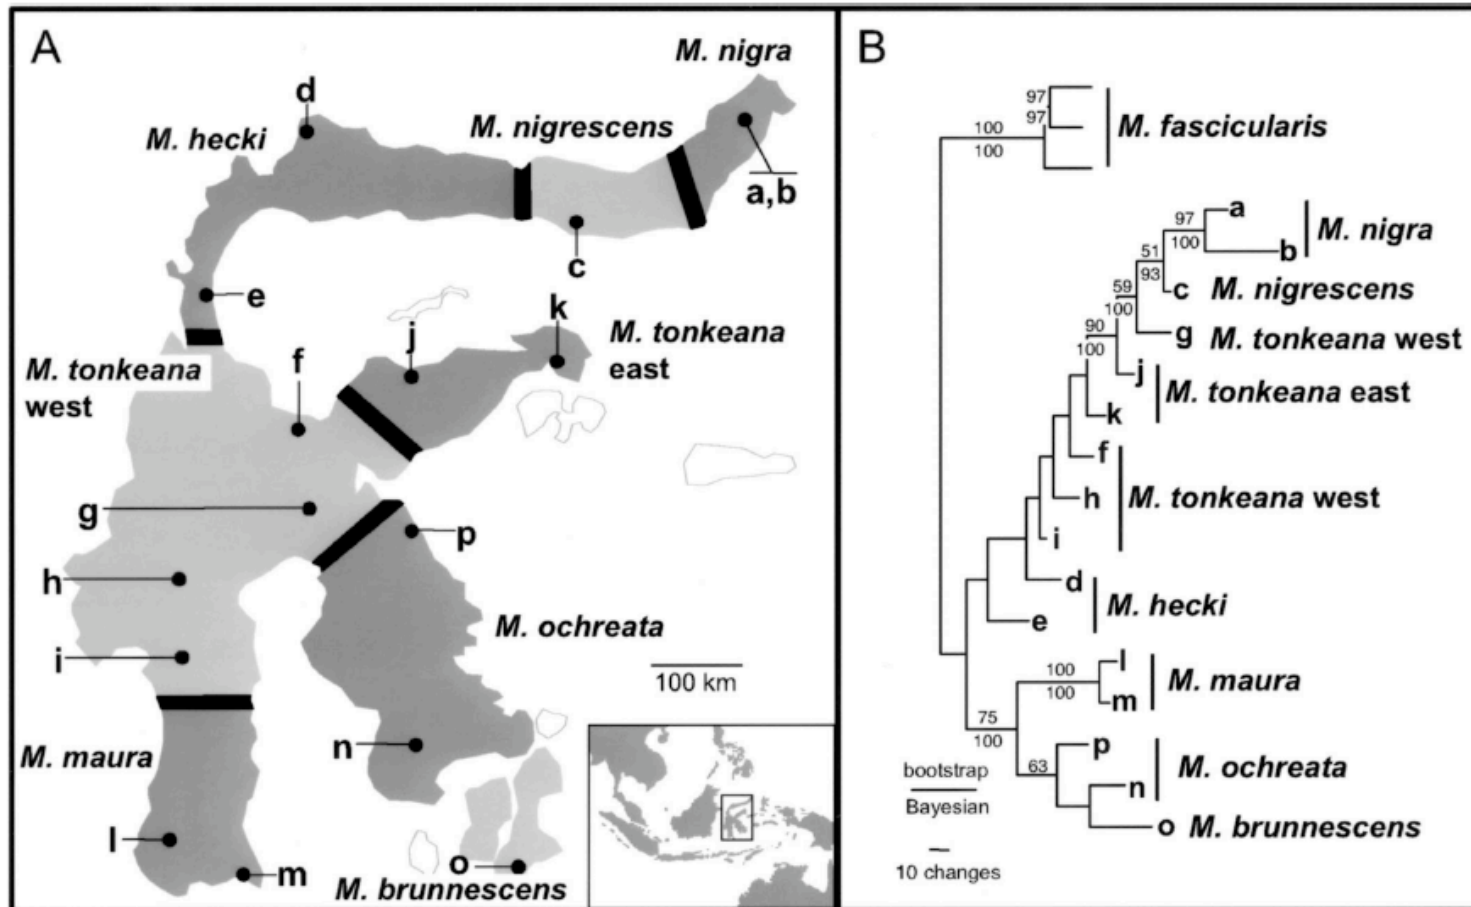 A
M. nigra
d
M. hecki
M. nigrescens
a,b
c
e
k
j
M. tonkeana
east
M. tonkeana
west
f
g
p
h
M. ochreata
i
100 km
n
M. maura
l
m
o
M. brunnescens
B
97
97
M. fascicularis
100
100
97
100
a
b
M. nigra
51
93
c
M. nigrescens
59
100
g
M. tonkeana west
90
100
j
M. tonkeana east
k
f
h
M. tonkeana west
i
d
M. hecki
e
100
100
l
M. maura
m
75
100
p
63
M. ochreata
n
o
M. brunnescens
bootstrap
Bayesian
10 changes